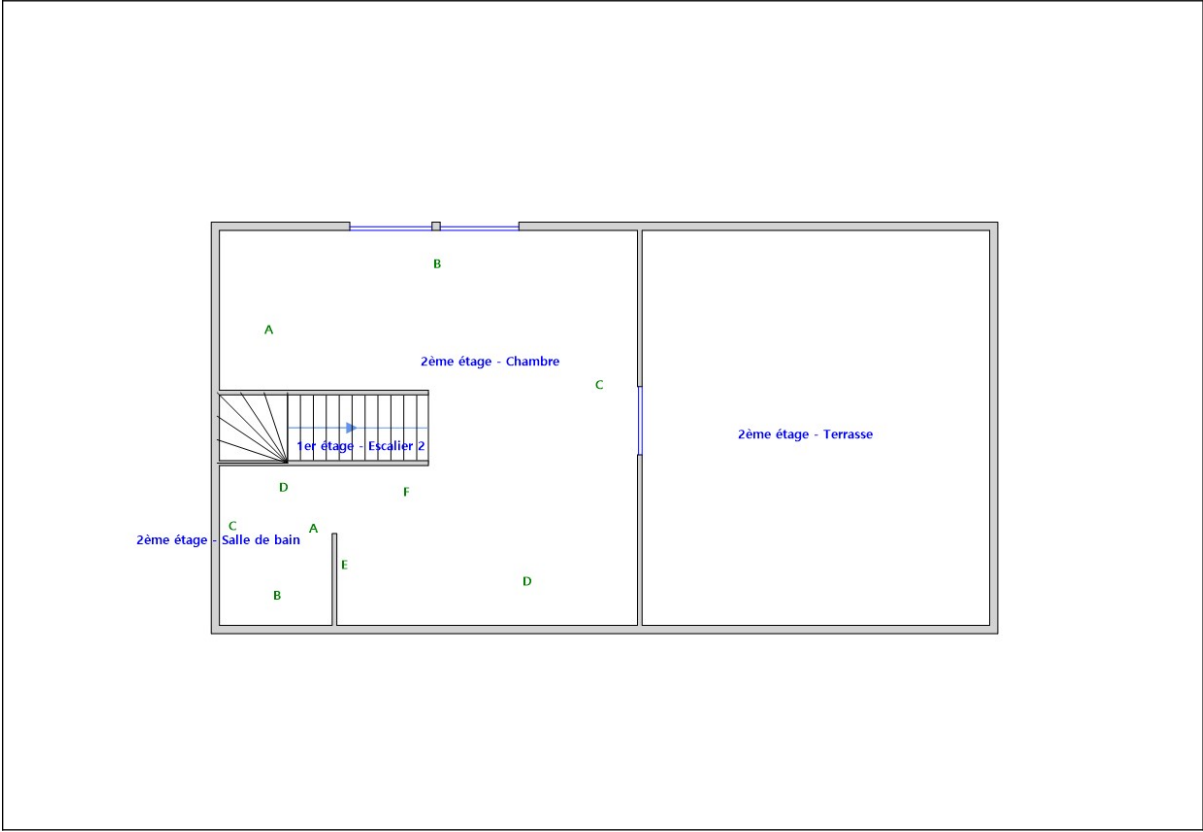 B
A
2ème étage - Chambre
C
2ème étage - Terrasse
1er étage - Escalier 2
D
F
C
A
2ème étage - Salle de bain
E
D
B